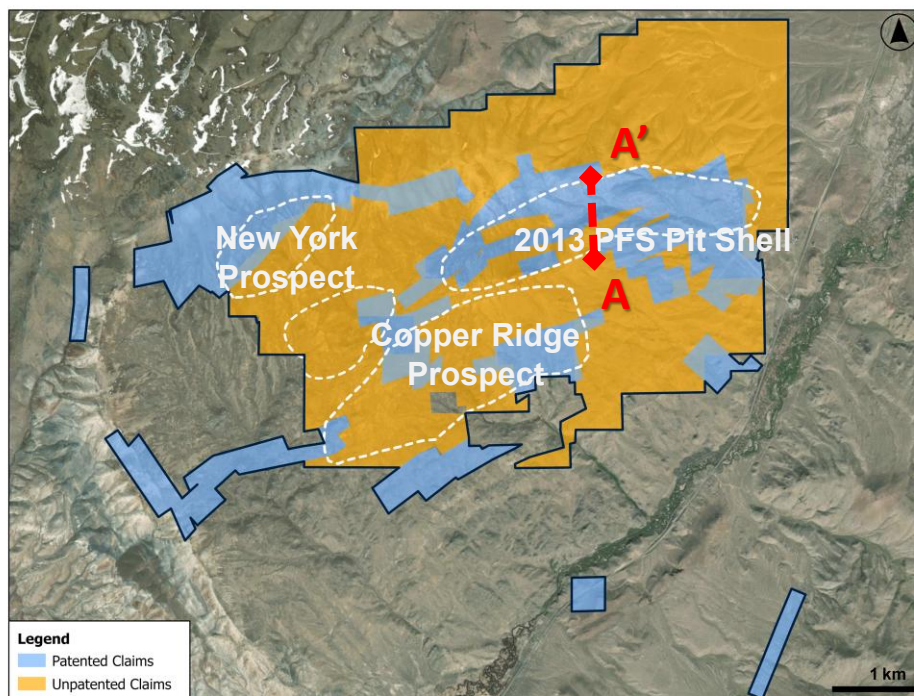 A’
New York
Prospect
2013 PFS Pit Shell
A
Copper Ridge
Prospect
Legend
Patented Claims
Unpatented Claims
1 km